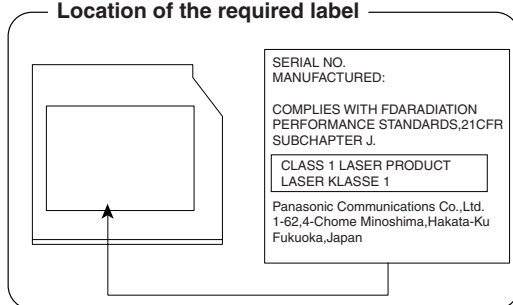 Location of the required label
SERIAL NO.
MANUFACTURED:
COMPLIES WITH FDARADIATION
PERFORMANCE STANDARDS,21CFR
SUBCHAPTER J.
CLASS 1 LASER PRODUCT
LASER KLASSE 1
Panasonic Communications Co.,Ltd.
1-62,4-Chome Minoshima,Hakata-Ku
Fukuoka,Japan